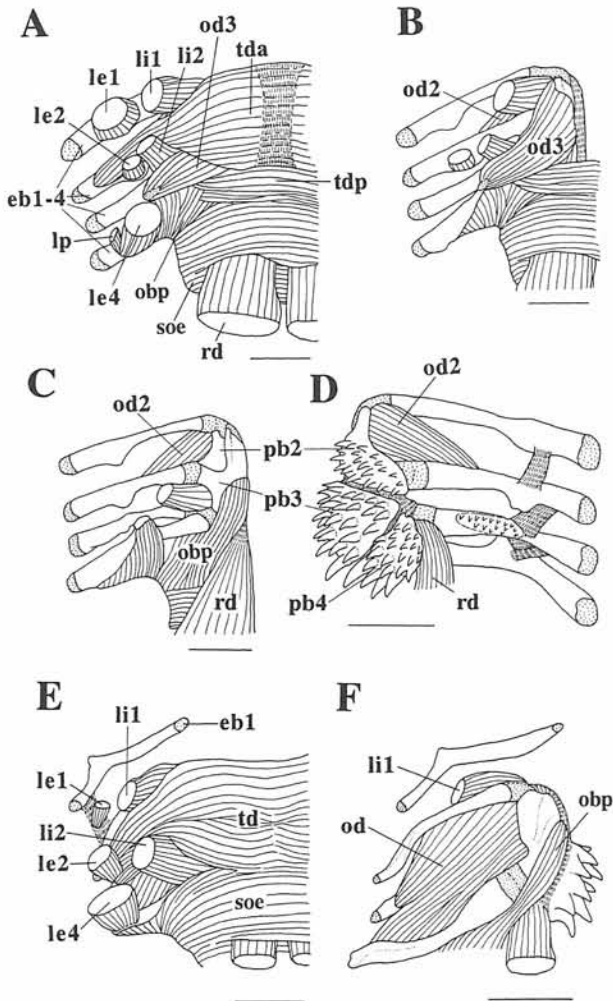 A
od3
li1
li2
tda
le1
le2
eb1-4
tdp
lp
le4
obp
soe
rd
B
od2
od3
C
od2
pb2
pb3
obp
rd
D
od2
pb4
rd
E
li1
eb1
le1
li2
td
le2
soe
le4
F
li1
obp
od